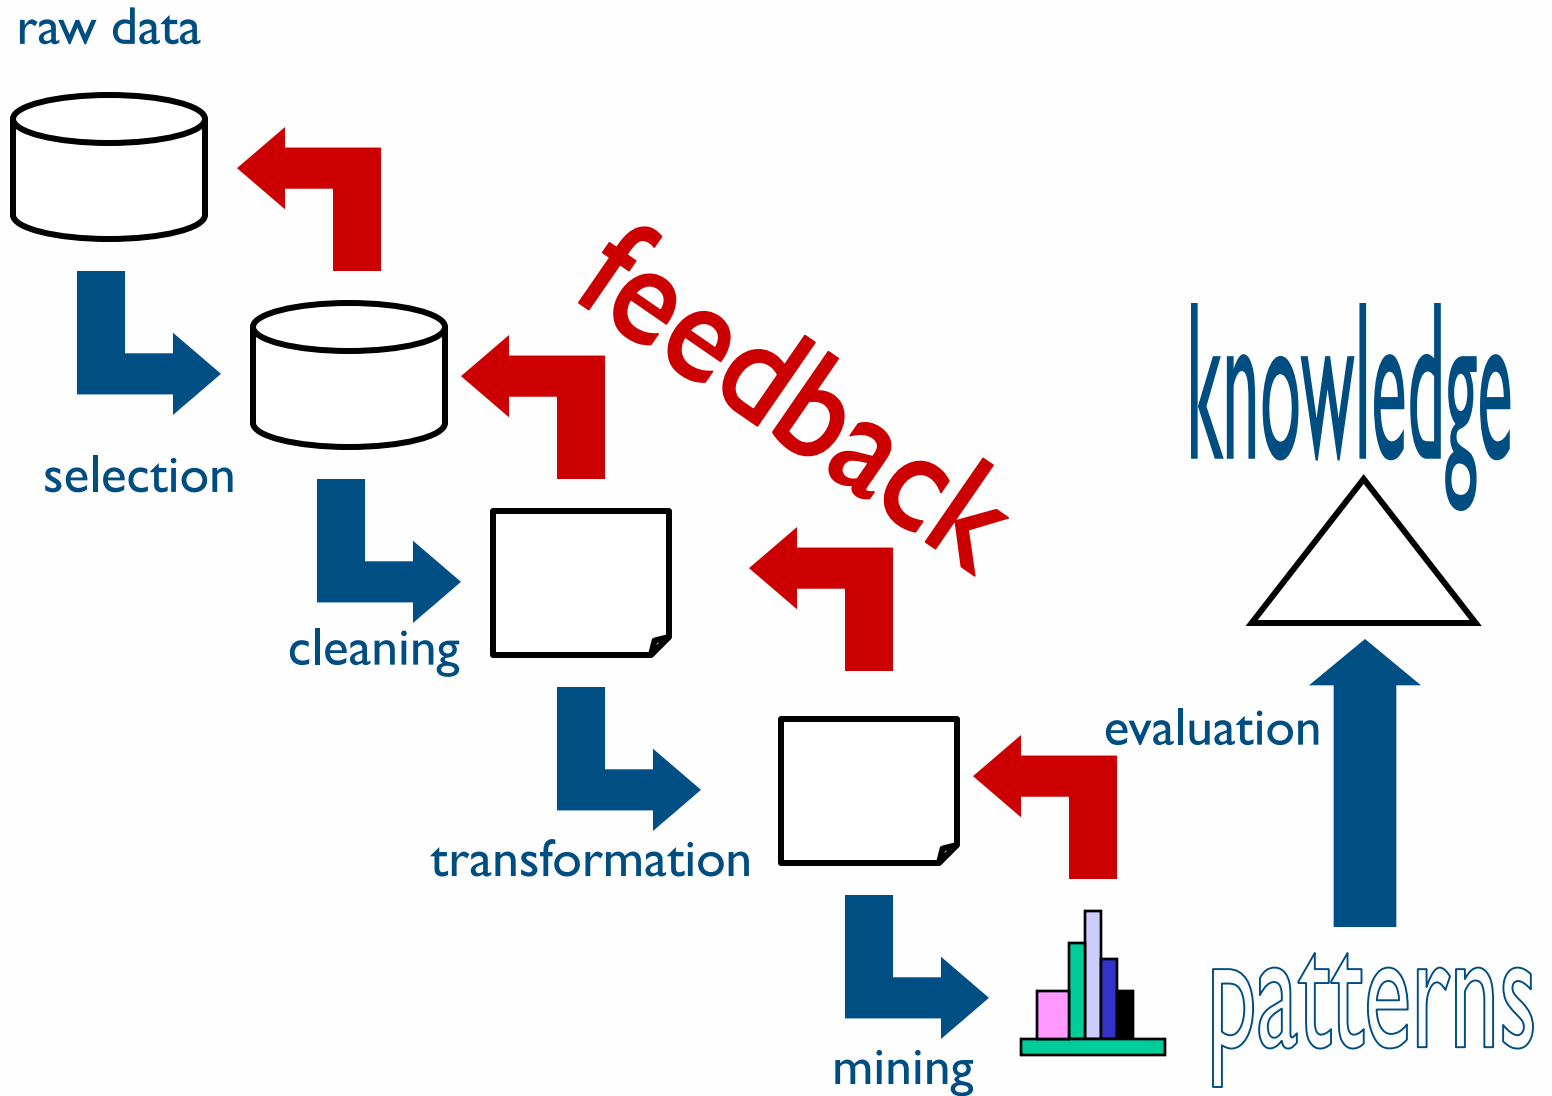 raw data
feedback
knowledge
selection
cleaning
evaluation
transformation
patterns
mining